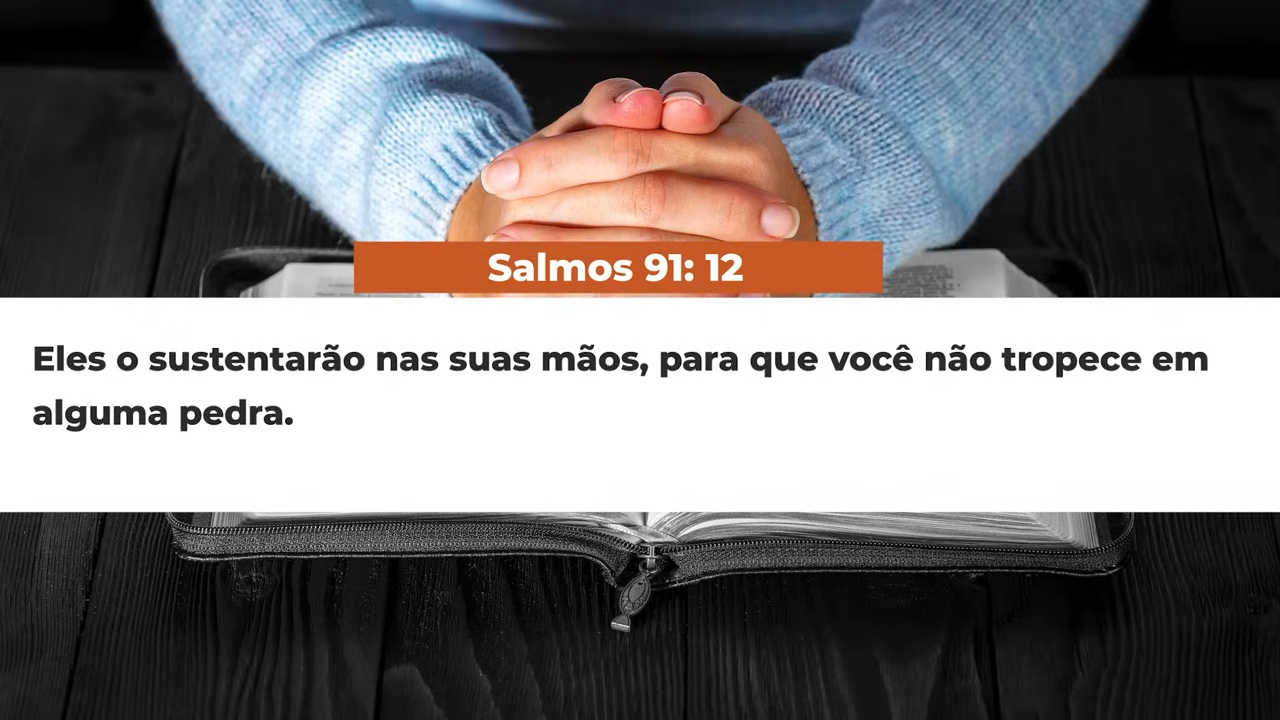 Salmos 91: 12
Eles o sustentarão nas suas mãos, para que você não tropece em
alguma pedra.